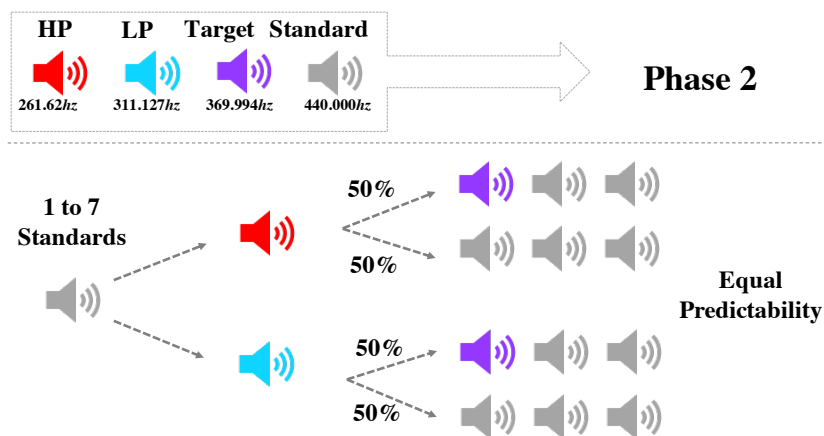 HP LP Target Standard
261.62hz 311.127hz 369.994hz 440.000hz
Phase 2
1 to 7
Standards
50%
50%
50%
50%
Equal
Predictability